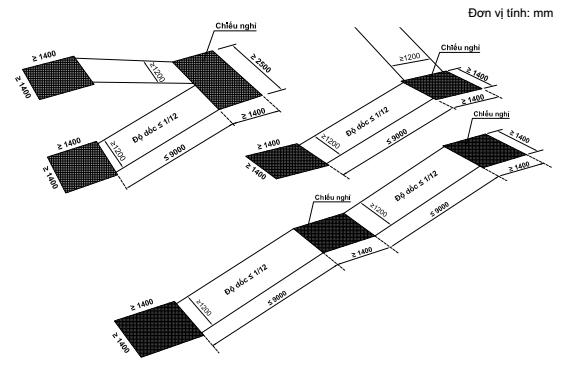 Đơn vị tính: mm
Chiếu nghỉ
≥ 1400
≥ 1400
≥1200
≥ 2500
≥ 1400
Độ dốc ≤ 1/12
≥1200
≤ 9000
≥ 1400
≥ 1400
≥1200
Chiếu nghỉ
≥ 1400
≥ 1400
Độ dốc ≤ 1/12
≥1200
≤ 9000
≥ 1400
≥ 1400
Chiếu nghỉ
≥ 1400
≥ 1400
Độ dốc ≤ 1/12
≥1200
≤ 9000
Chiếu nghỉ
≥ 1400
Độ dốc ≤ 1/12
≥1200
≤ 9000
≥ 1400
≥ 1400